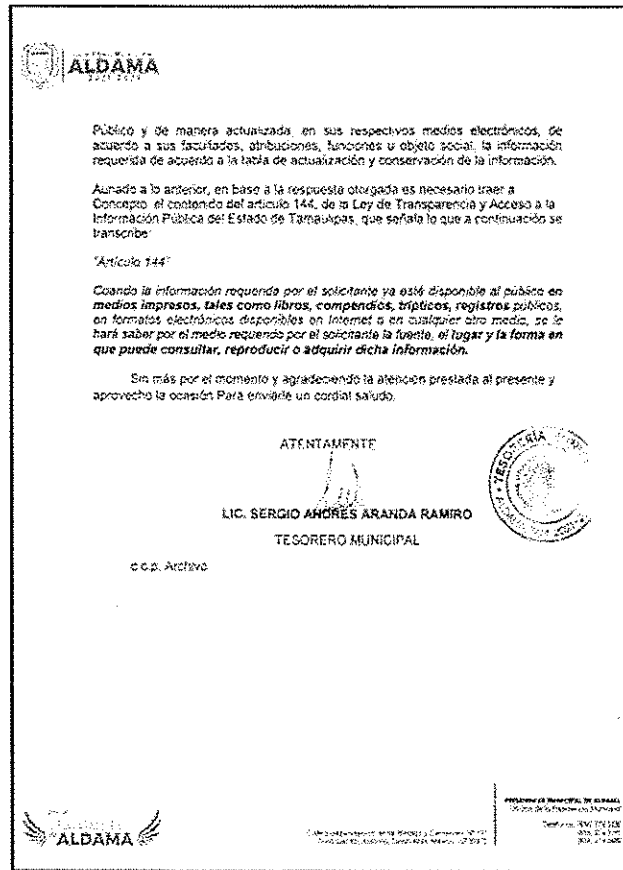 ALDAMA
Público y de manera actualizada, en sus respectivos medios electrónicos, de
acuerdo a sus facultades, atribuciones, funciones u objeto social, la información
requerida de acuerdo a la tabla de actualización y conservación de la información.
Aunado a lo anterior, en base a la respuesta otorgada es necesario traer a
Concepto, el contenido del articulo 144, de la Ley de Transparencia y Acceso a la
Información Pública del Estado de Tamaulipas, que señala lo que a continuación se
transcribe:
"Artículo 144"
Cuando la información requerida por el solicitante ya esté disponible al público en
medios impresos, tales como libros, compendios, trípticos, registros públicos,
en formatos electrónicos disponibles en Internet o en cualquier otro medio, se le
hará saber por el medio requerido por el solicitante la fuente, el lugar y la forma en
que puede consultar, reproducir o adquirir dicha información.
Sin más por el momento y agradeciendo la atención prestada al presente y
aprovecho la ocasión Para enviarle un cordial saludo.
ATENTAMENTE
TESORERÍA
LIC. SERGIO ANDRES ARANDA RAMIRO
TESORERO MUNICIPAL
c.c.p. Archivo
PRESIDENCIA MUNICIPAL DE ALDAMA
ALDAMA